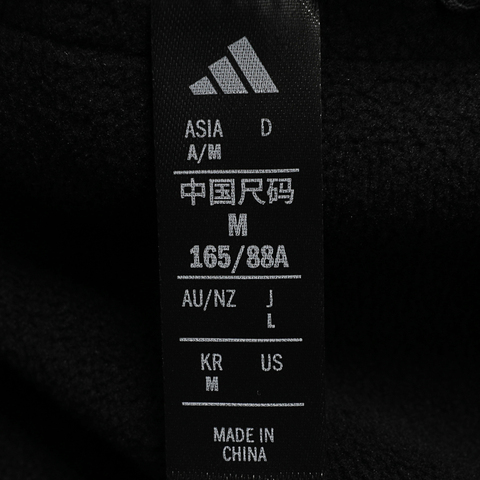 ASIA D
A/M
中国尺码
M
165/88A
AU/NZ J
L
KR US
M
MADE IN
CHINA